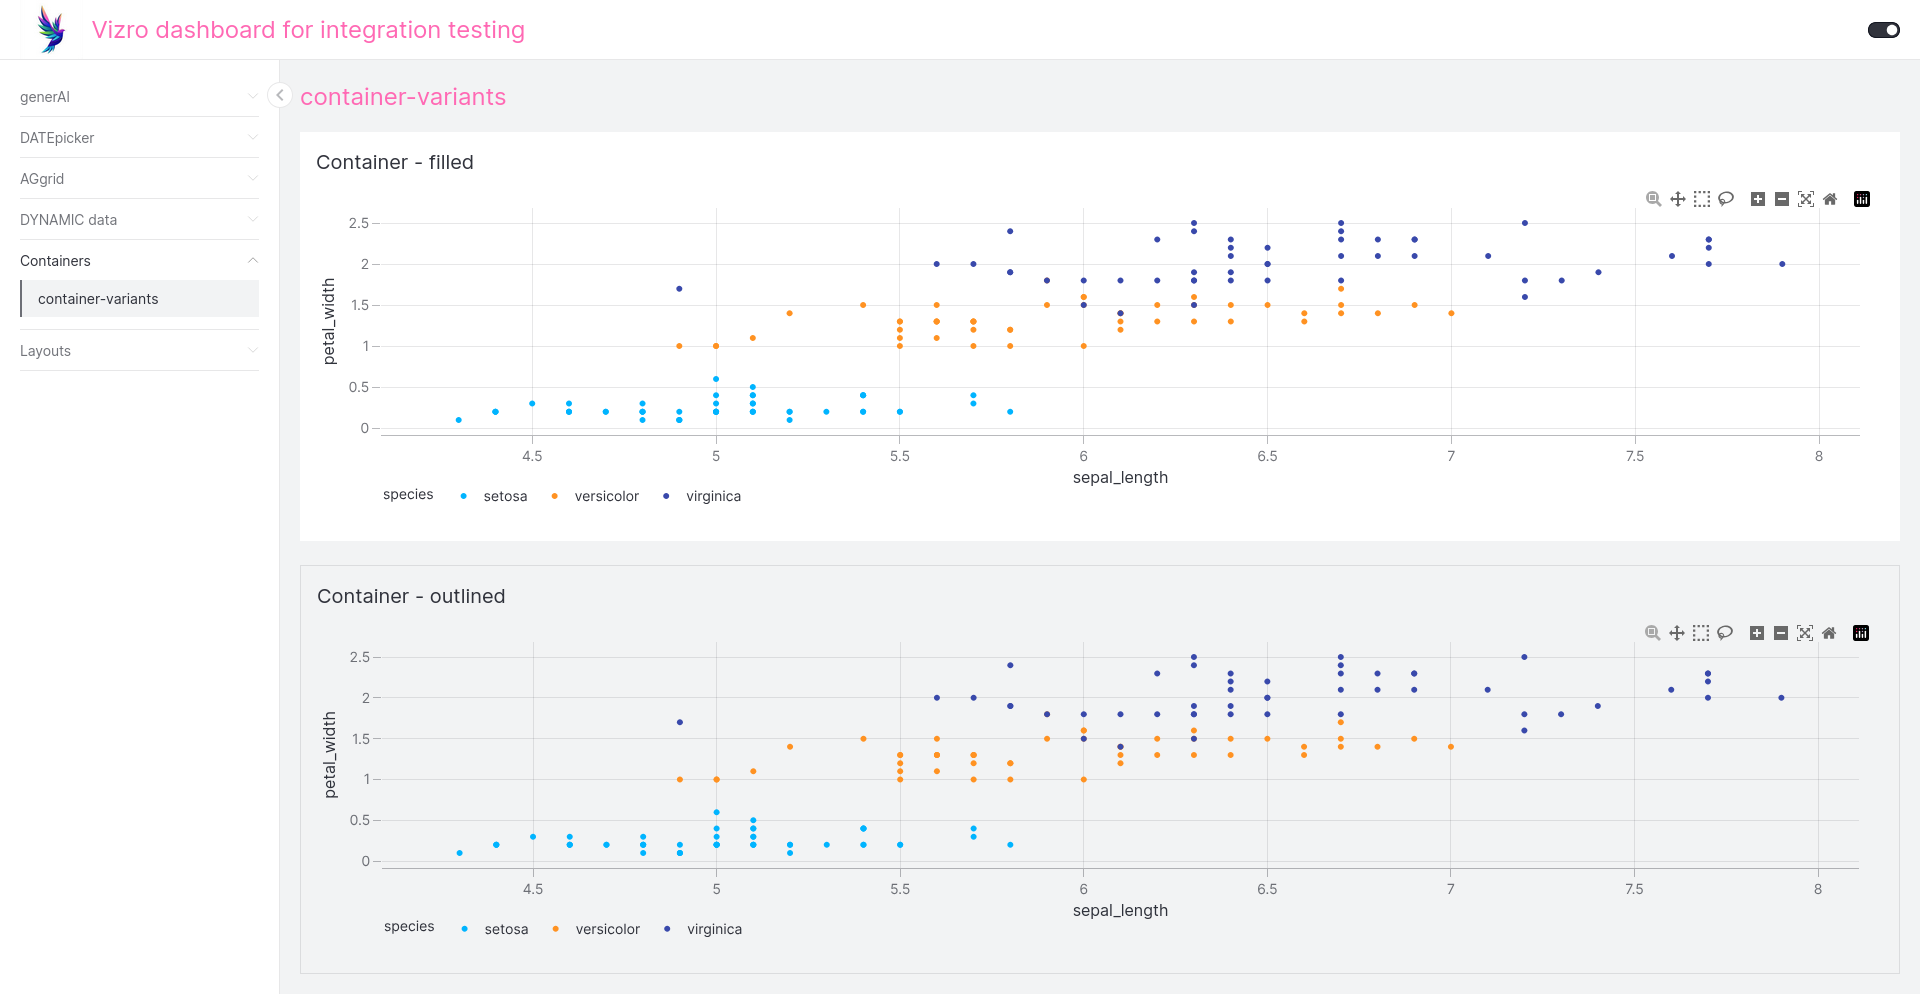 Vizro dashboard for integration testing
generAI
DATEpicker
AGgrid
DYNAMIC data
Containers
container-variants
Layouts
container-variants
Container - filled
2.5
2
1.5
1
0.5
0
petal_width
4.5 5 5.5 6 6.5 7 7.5 8
sepal_length
species setosa versicolor virginica
Container - outlined
2.5
2
1.5
1
0.5
0
petal_width
4.5 5 5.5 6 6.5 7 7.5 8
sepal_length
species setosa versicolor virginica